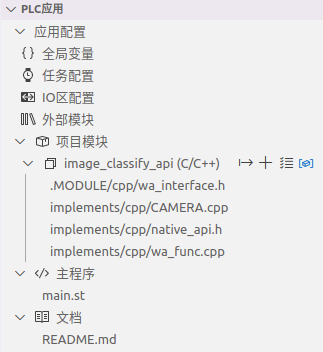 PLC应用
应用配置
全局变量
任务配置
IO区配置
外部模块
项目模块
image_classify_api (C/C++)
.MODULE/cpp/wa_interface.h
implements/cpp/CAMERA.cpp
implements/cpp/native_api.h
implements/cpp/wa_func.cpp
主程序
main.st
文档
README.md